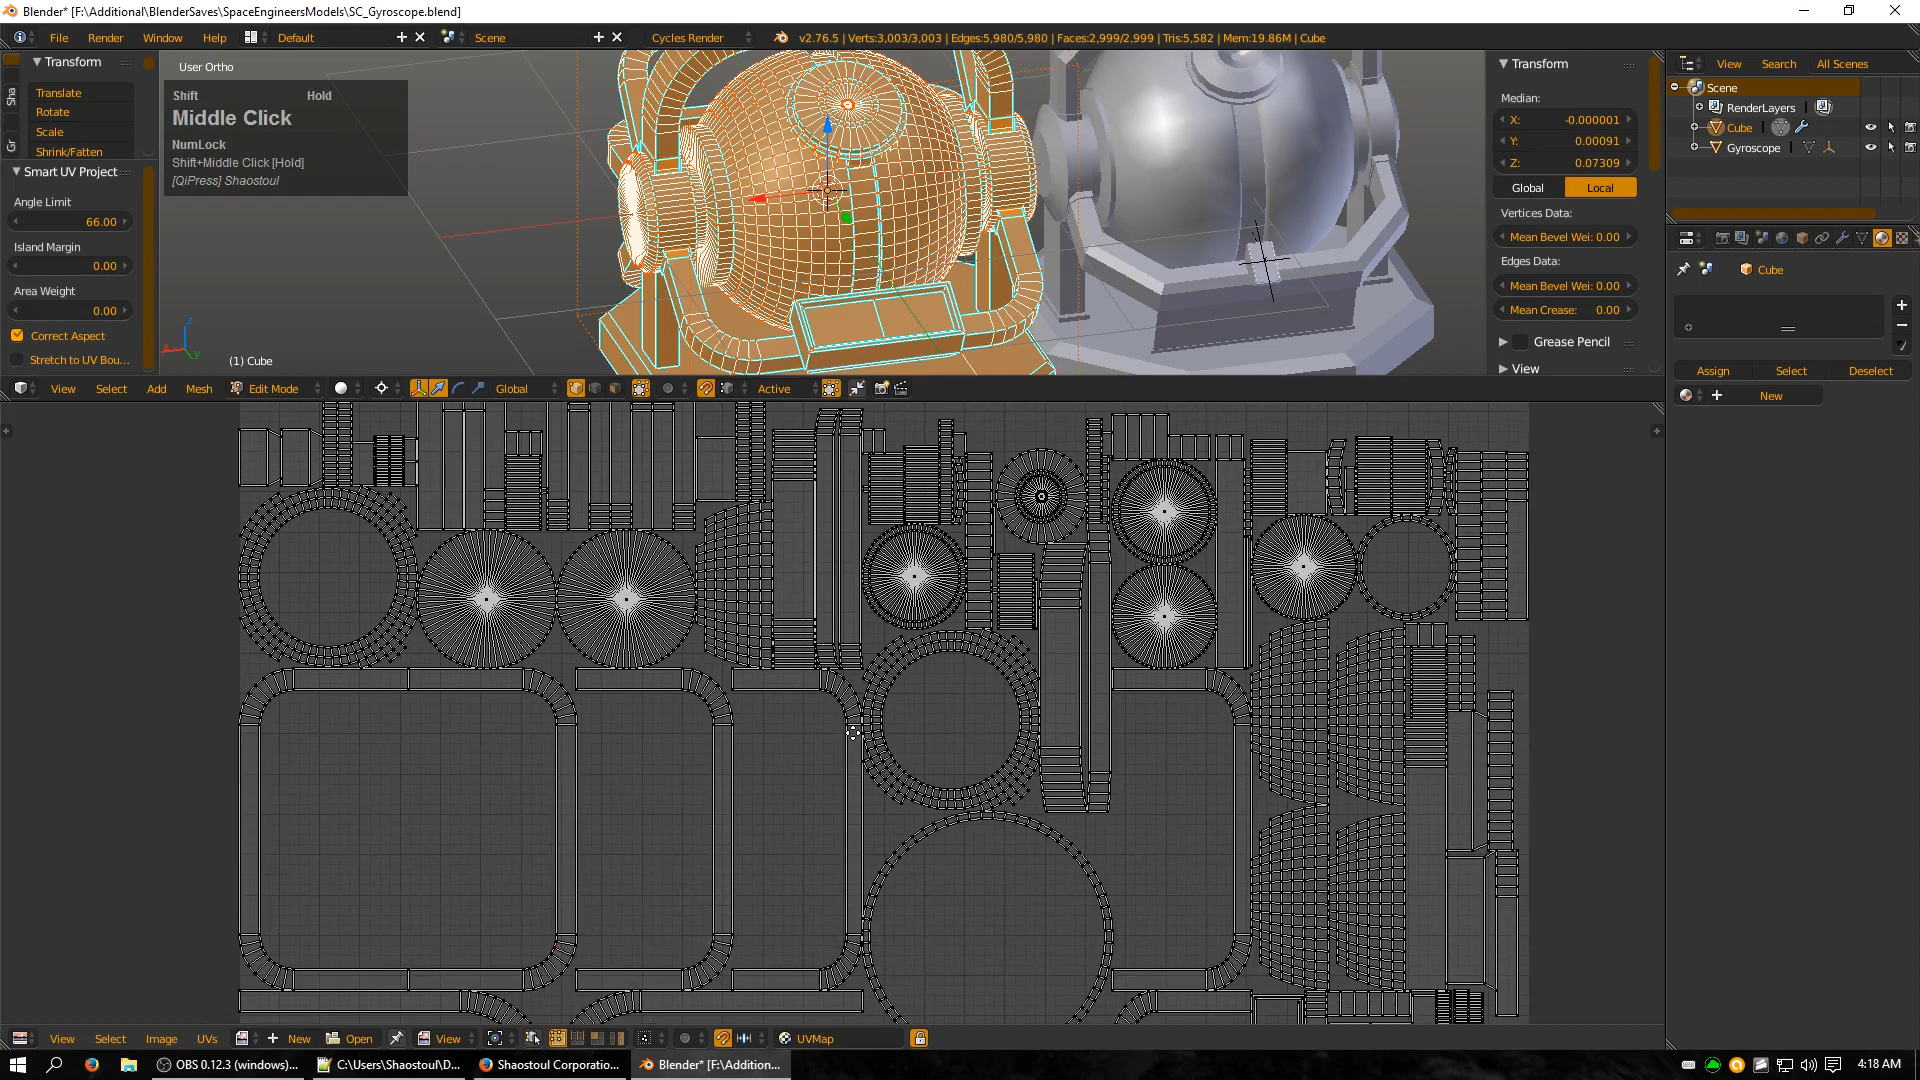 Blender* [F:\Additional\BlenderSaves\SpaceEngineersModels\SC_Gyroscope.blend]
File Render Window Help Default Scene Cycles Render v2.76.5 | Verts:3,003/3,003 | Edges:5,980/5,980 | Faces:2,999/2,999 | Tris:5,582 | Mem:19.86M | Cube
Transform
Translate
Rotate
Scale
Shrink/Fatten
Sha
Gr
Smart UV Project
Angle Limit
66.00
Island Margin
0.00
Area Weight
0.00
Correct Aspect
Stretch to UV Bou...
User Ortho
Shift Hold
Middle Click
NumLock
Shift+Middle Click [Hold]
[QiPress] Shaostoul
z
x
y
(1) Cube
Transform
Median:
X: -0.000001
Y: 0.00091
Z: 0.07309
Global Local
Vertices Data:
Mean Bevel Wei: 0.00
Edges Data:
Mean Bevel Wei: 0.00
Mean Crease: 0.00
Grease Pencil
View
View Search All Scenes
Scene
RenderLayers
Cube
Gyroscope
Cube
Assign Select Deselect
New
View Select Add Mesh Edit Mode Global Active
View Select Image UVs New Open View UVMap
OBS 0.12.3 (windows)...
C:\Users\Shaostoul\D...
Shaostoul Corporatio...
Blender* [F:\Addition...
4:18 AM